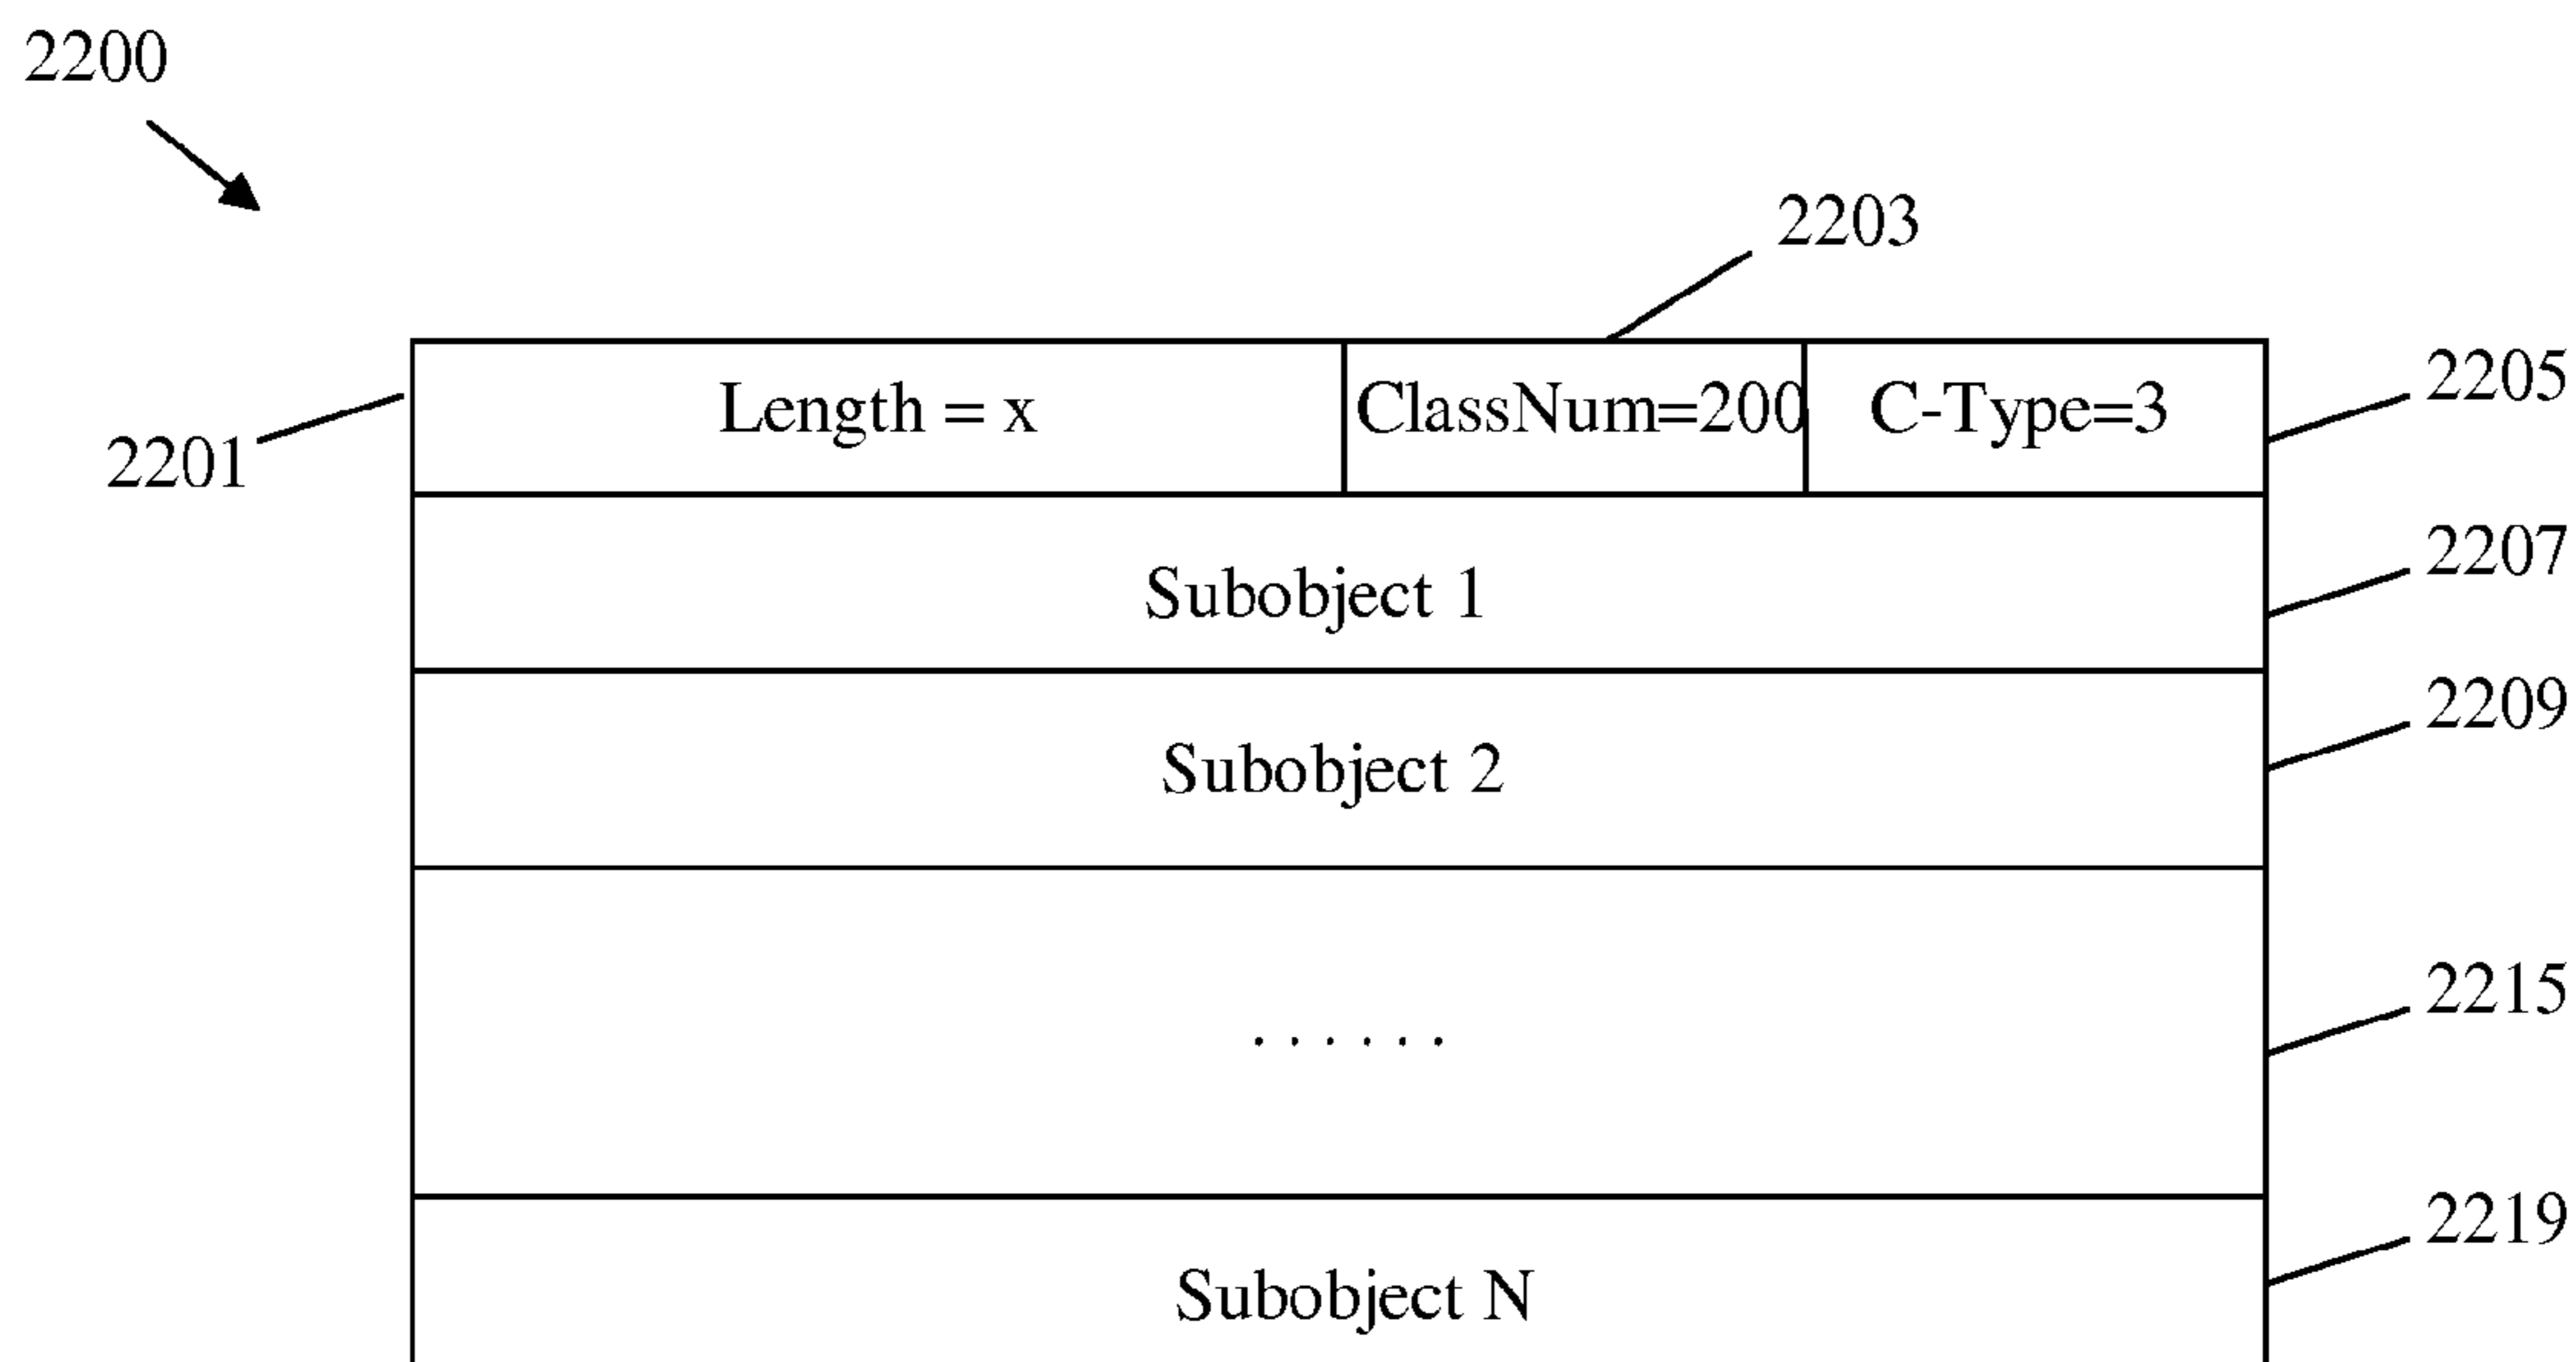 2200
2203
Length = x ClassNum=200 C-Type=3 2205
2201
2207
Subobject 1
2209
Subobject 2
2215
. . . . . .
2219
Subobject N